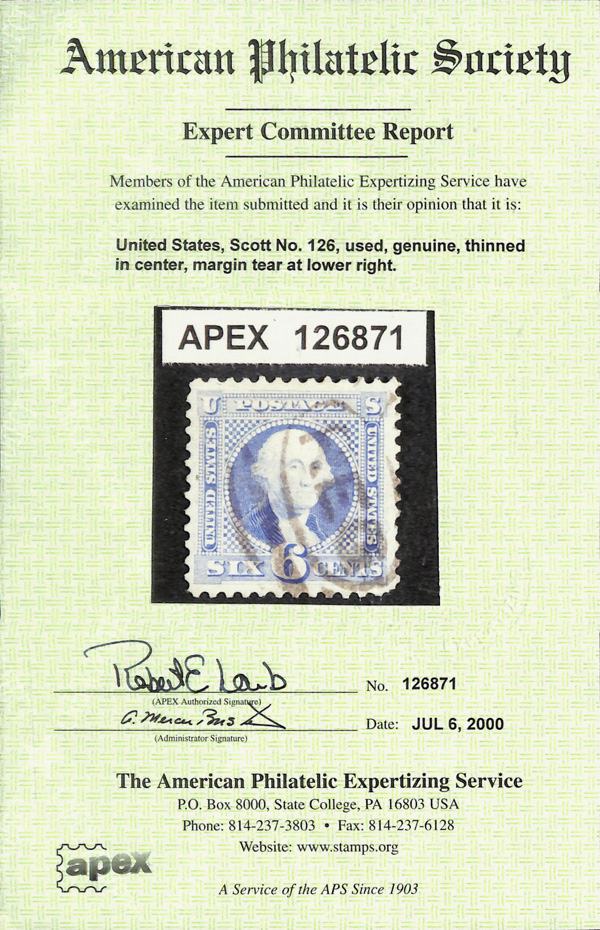 American Philatelic Society
Expert Committee Report
Members of the American Philatelic Expertizing Service have
examined the item submitted and it is their opinion that it is:
United States, Scott No. 126, used, genuine, thinned
in center, margin tear at lower right.
APEX 126871
U POSTAGE S
UNITED STATES
UNITED STATES
SIX 6 CENTS
Robert E
No. 126871
(APEX Authorized Signature)
Date: JUL 6, 2000
(Administrator Signature)
The American Philatelic Expertizing Service
P.O. Box 8000, State College, PA 16803 USA
Phone: 814-237-3803 • Fax: 814-237-6128
Website: www.stamps.org
apex
A Service of the APS Since 1903